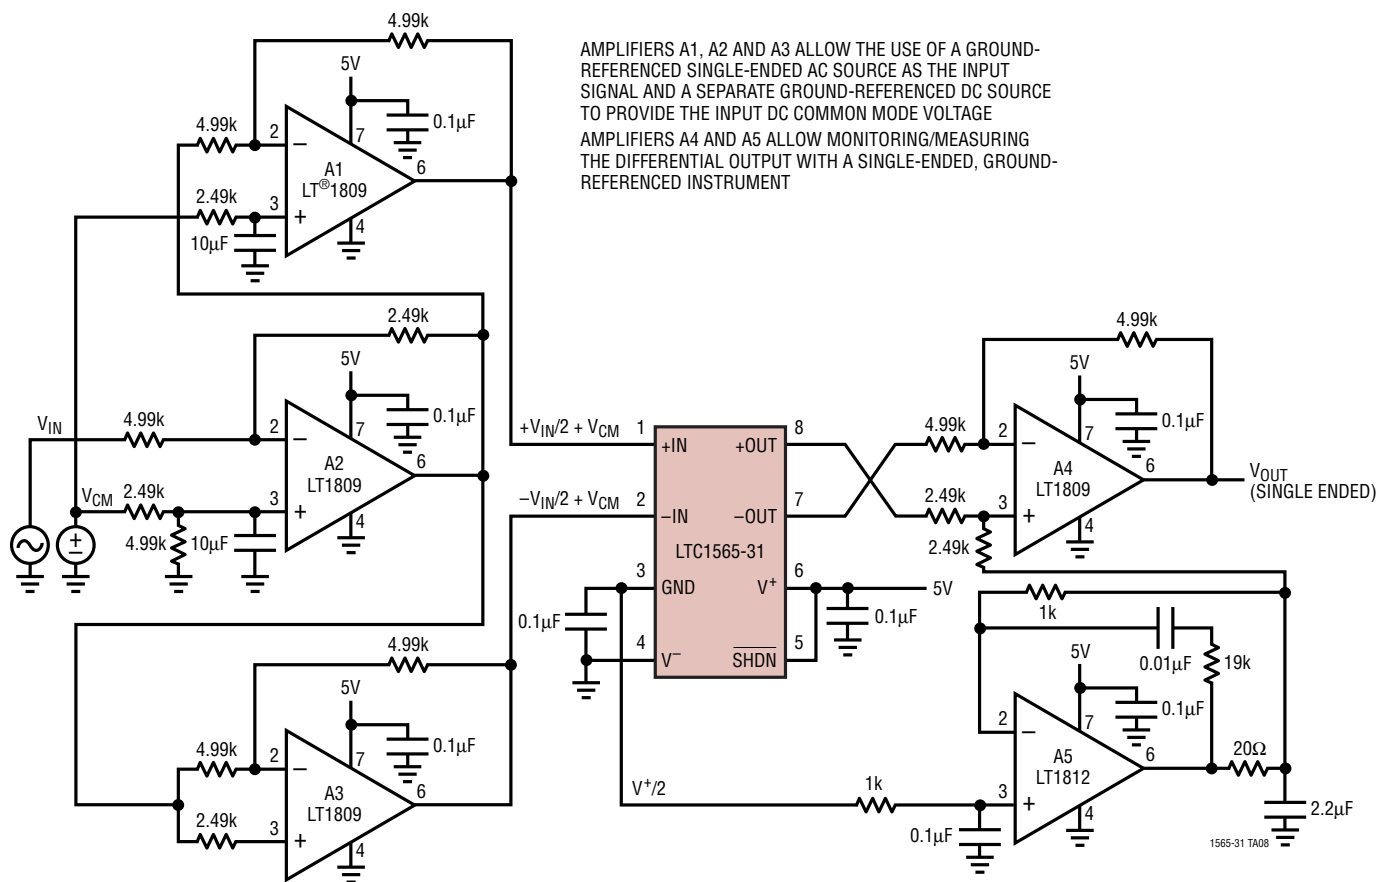 AMPLIFIERS A1, A2 AND A3 ALLOW THE USE OF A GROUND-
REFERENCED SINGLE-ENDED AC SOURCE AS THE INPUT
SIGNAL AND A SEPARATE GROUND-REFERENCED DC SOURCE
TO PROVIDE THE INPUT DC COMMON MODE VOLTAGE
AMPLIFIERS A4 AND A5 ALLOW MONITORING/MEASURING
THE DIFFERENTIAL OUTPUT WITH A SINGLE-ENDED, GROUND-
REFERENCED INSTRUMENT
4.99k
5V
0.1µF
4.99k
2
7
−
A1
LT®1809
6
2.49k
3
+
4
10µF
2.49k
5V
0.1µF
VIN
4.99k
2
7
−
A2
LT1809
6
VCM
2.49k
3
+
4
4.99k
10µF
+
−
4.99k
5V
0.1µF
4.99k
2
7
−
A3
LT1809
6
2.49k
3
+
4
+VIN/2 + VCM
1
+IN
+OUT
8
−VIN/2 + VCM
2
−IN
−OUT
7
LTC1565-31
3
GND
V+
6
5V
0.1µF
0.1µF
4
V−
SHDN
5
V+/2
4.99k
5V
0.1µF
4.99k
2
7
−
A4
LT1809
6
VOUT
(SINGLE ENDED)
2.49k
3
+
4
2.49k
1k
0.01µF
19k
5V
0.1µF
2
7
−
A5
LT1812
6
20Ω
1k
3
+
4
0.1µF
2.2µF
1565-31 TA08